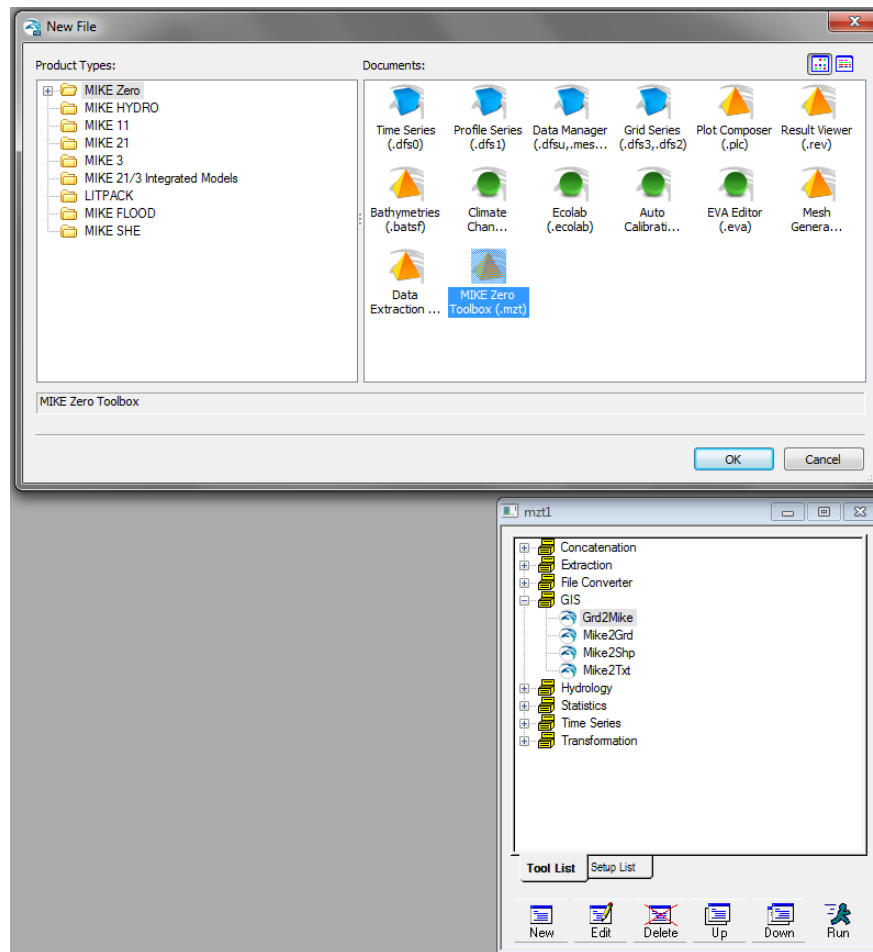 New File
Product Types:
Documents:
MIKE Zero
MIKE HYDRO
MIKE 11
MIKE 21
MIKE 3
MIKE 21/3 Integrated Models
LITPACK
MIKE FLOOD
MIKE SHE
Time Series
(.dfs0)
Profile Series
(.dfs1)
Data Manager
(.dfsu,.mes...
Grid Series
(.dfs3,.dfs2)
Plot Composer
(.plc)
Result Viewer
(.rev)
Bathymetries
(.batsf)
Climate
Chan...
Ecolab
(.ecolab)
Auto
Calibrati...
EVA Editor
(.eva)
Mesh
Genera...
Data
Extraction ...
MIKE Zero
Toolbox (.mzt)
MIKE Zero Toolbox
OK
Cancel
mzt1
Concatenation
Extraction
File Converter
GIS
Grd2Mike
Mike2Grd
Mike2Shp
Mike2Txt
Hydrology
Statistics
Time Series
Transformation
Tool List
Setup List
New
Edit
Delete
Up
Down
Run